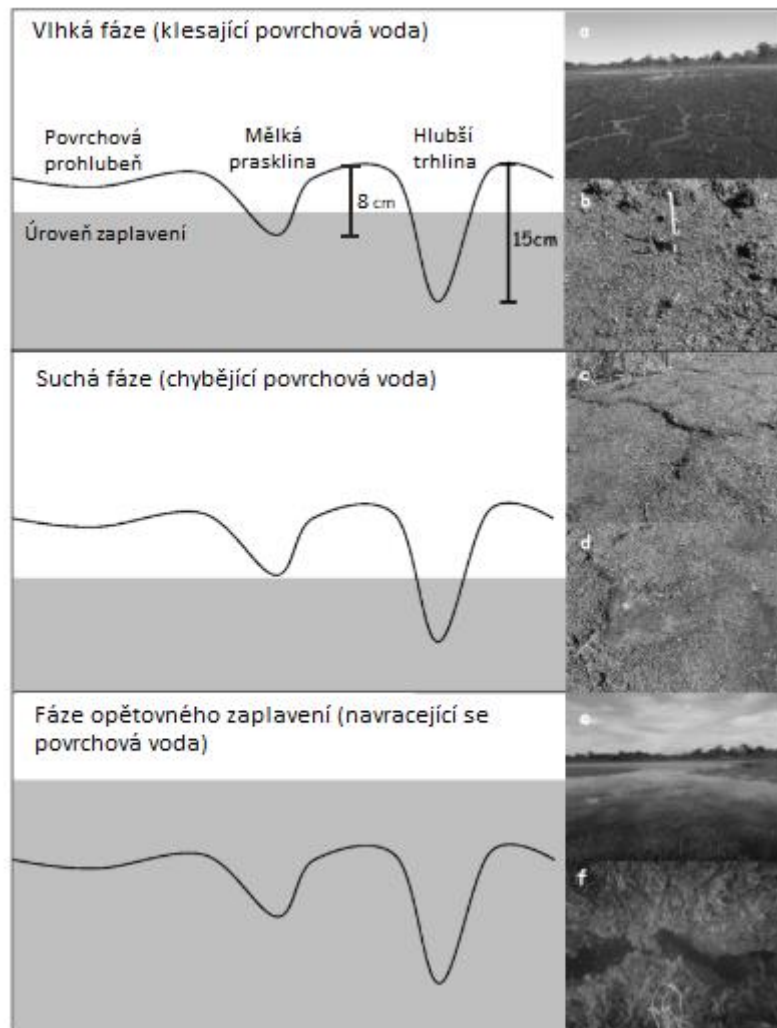 Vlhká fáze (klesající povrchová voda)
a
Povrchová
prohlubeň
Mělká
prasklina
Hlubší
trhlina
b
8 cm
Úroveň zaplavení
15cm
Suchá fáze (chybějící povrchová voda)
c
d
Fáze opětovného zaplavení (navracející se
povrchová voda)
e
f